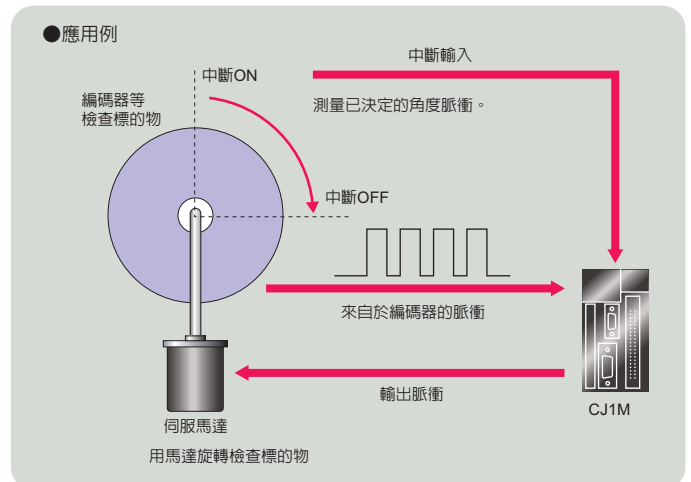 ●應用例
中斷輸入
中斷ON
編碼器等
檢查標的物
測量已決定的角度脈衝。
中斷OFF
來自於編碼器的脈衝
輸出脈衝
CJ1M
伺服馬達
用馬達旋轉檢查標的物